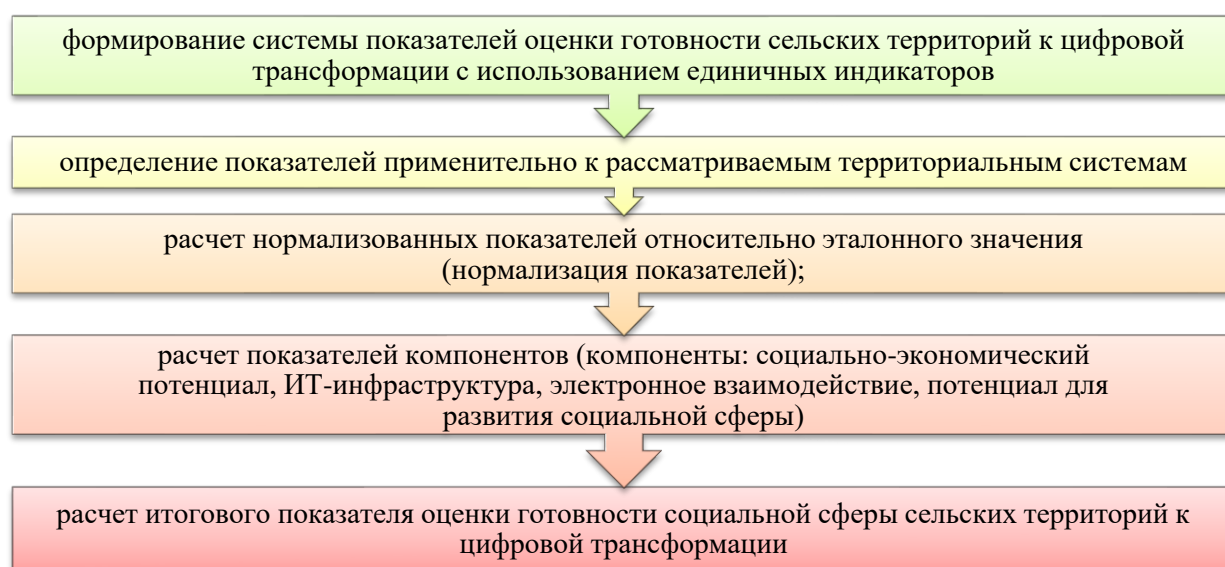 формирование системы показателей оценки готовности сельских территорий к цифровой
трансформации с использованием единичных индикаторов
определение показателей применительно к рассматриваемым территориальным системам
расчет нормализованных показателей относительно эталонного значения
(нормализация показателей);
расчет показателей компонентов (компоненты: социально-экономический
потенциал, ИТ-инфраструктура, электронное взаимодействие, потенциал для
развития социальной сферы)
расчет итогового показателя оценки готовности социальной сферы сельских территорий к
цифровой трансформации